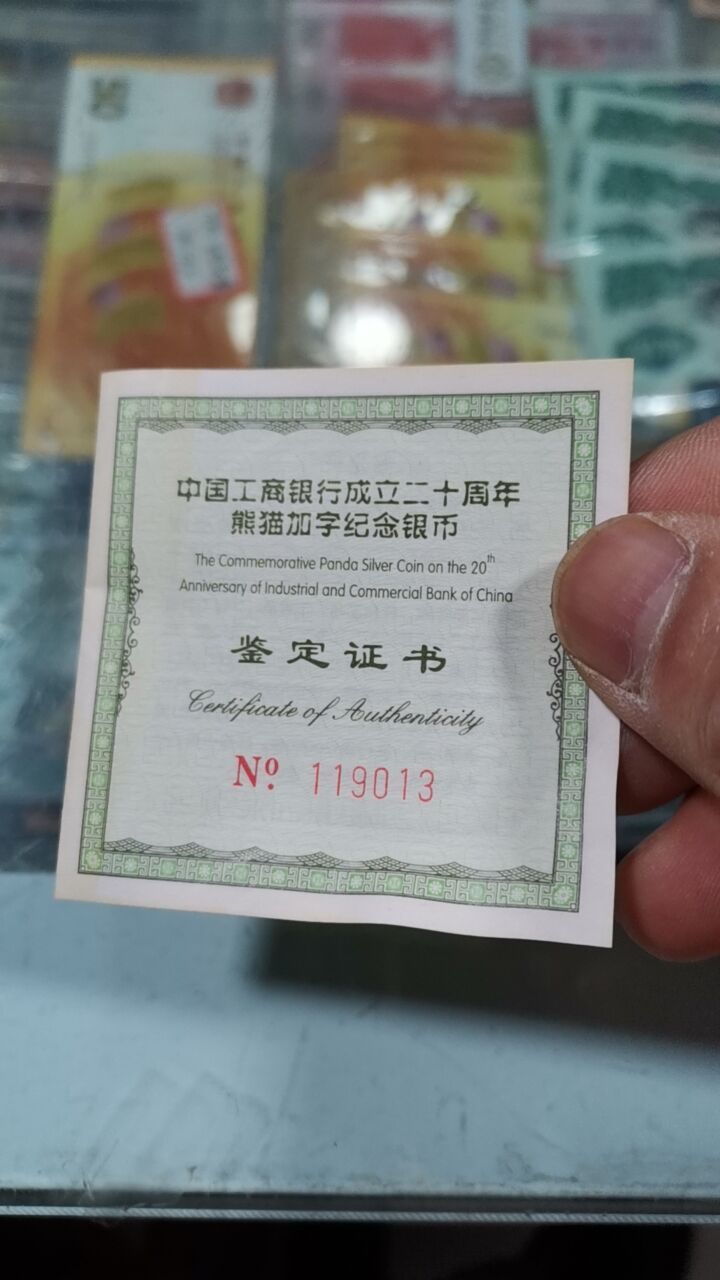 中国工商银行成立二十周年
熊猫加字纪念银币
The Commemorative Panda Silver Coin on the 20th
Anniversary of Industrial and Commercial Bank of China
鉴定证书
Certificate of Authenticity
Nº 119013